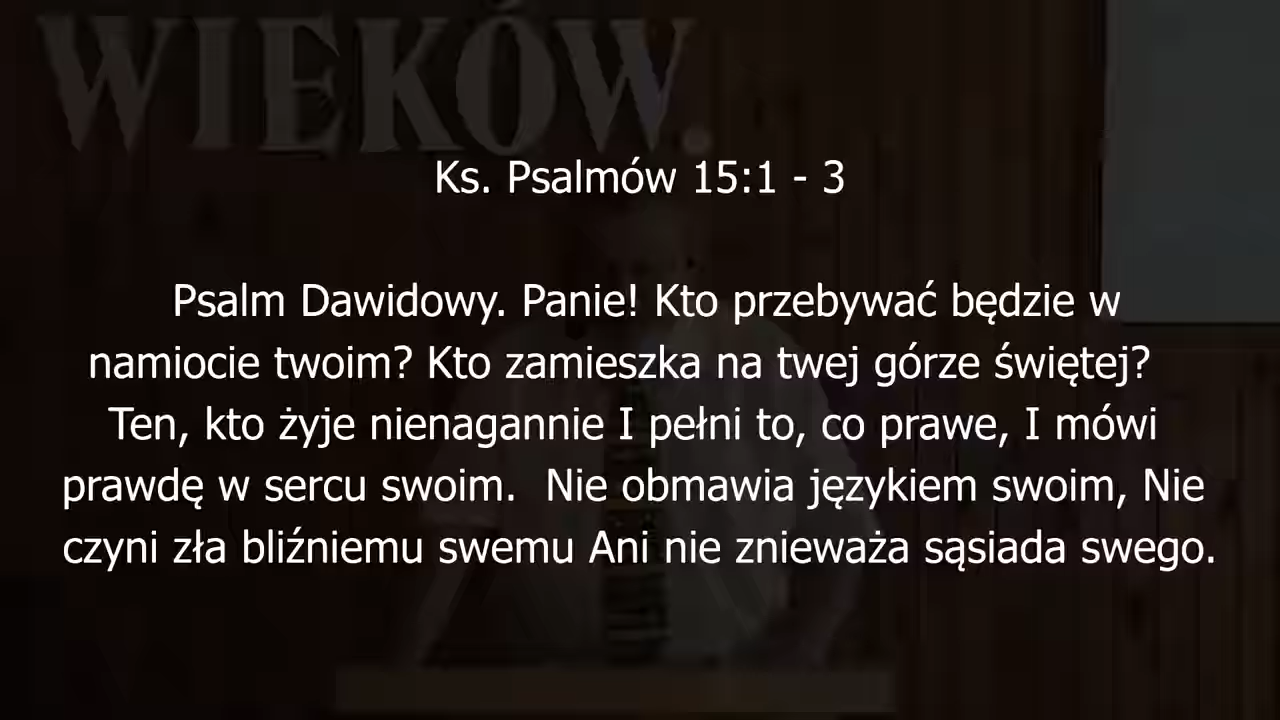 WIEKÓW.
Ks. Psalmów 15:1 - 3
Psalm Dawidowy. Panie! Kto przebywać będzie w
namiocie twoim? Kto zamieszka na twej górze świętej?
Ten, kto żyje nienagannie I pełni to, co prawe, I mówi
prawdę w sercu swoim.  Nie obmawia językiem swoim, Nie
czyni zła bliźniemu swemu Ani nie znieważa sąsiada swego.